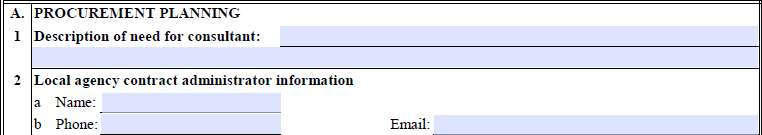 A. PROCUREMENT PLANNING
1 Description of need for consultant:
2 Local agency contract administrator information
a Name:
b Phone: Email: